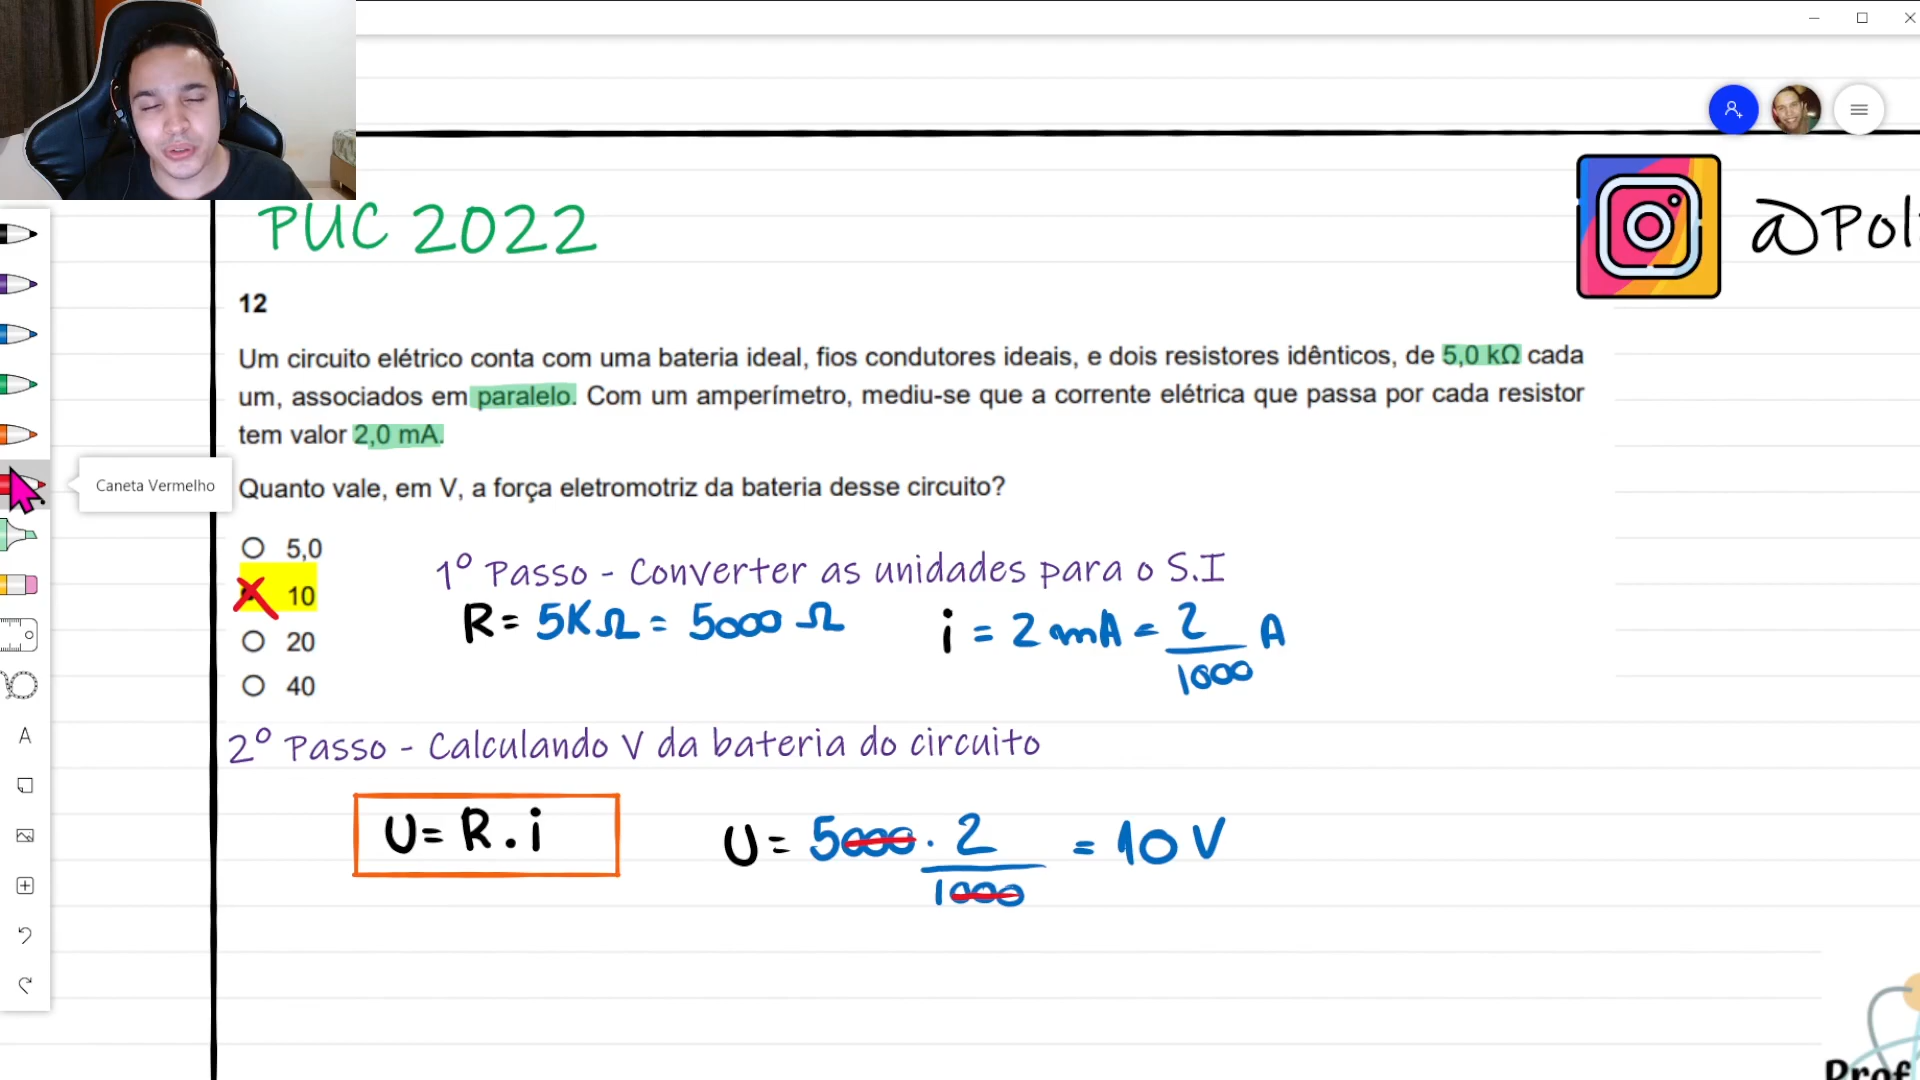 PUC 2022
@Pol
12
Um circuito elétrico conta com uma bateria ideal, fios condutores ideais, e dois resistores idênticos, de 5,0 kΩ cada
um, associados em paralelo. Com um amperímetro, mediu-se que a corrente elétrica que passa por cada resistor
tem valor 2,0 mA.
Caneta Vermelho
Quanto vale, em V, a força eletromotriz da bateria desse circuito?
5,0
10
20
40
1º Passo - Converter as unidades para o S.I
R = 5KΩ = 5000 Ω
i = 2 mA = 2/1000 A
2º Passo - Calculando V da bateria do circuito
U = R . i
U = 5000 . 2/1000 = 10 V
A
Prof